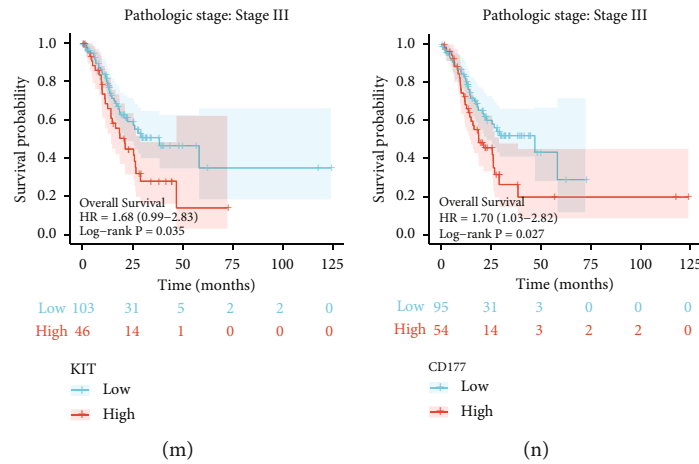 Pathologic stage: Stage III
1.0
0.8
0.6
0.4
0.2
0.0
Survival probability
Overall Survival
HR = 1.68 (0.99−2.83)
Log−rank P = 0.035
0 25 50 75 100 125
Time (months)
Low 103 31 5 2 2 0
High 46 14 1 0 0 0
KIT
Low
High
(m)
Pathologic stage: Stage III
1.0
0.8
0.6
0.4
0.2
0.0
Survival probability
Overall Survival
HR = 1.70 (1.03−2.82)
Log−rank P = 0.027
0 25 50 75 100 125
Time (months)
Low 95 31 3 0 0 0
High 54 14 3 2 2 0
CD177
Low
High
(n)